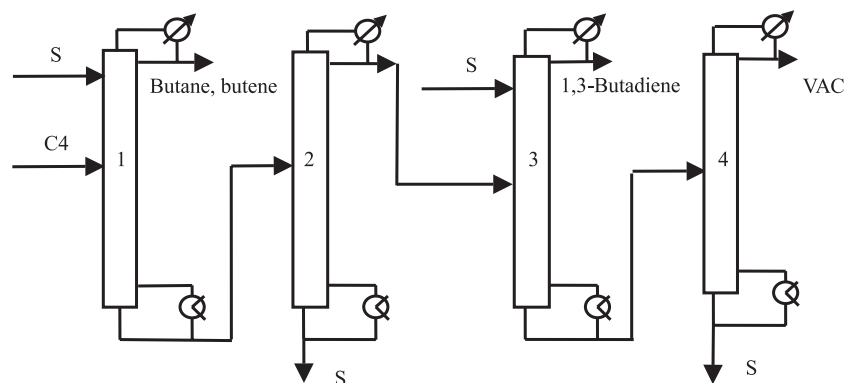 S
Butane, butene
C4
1
2
S
S
1,3-Butadiene
3
VAC
4
S